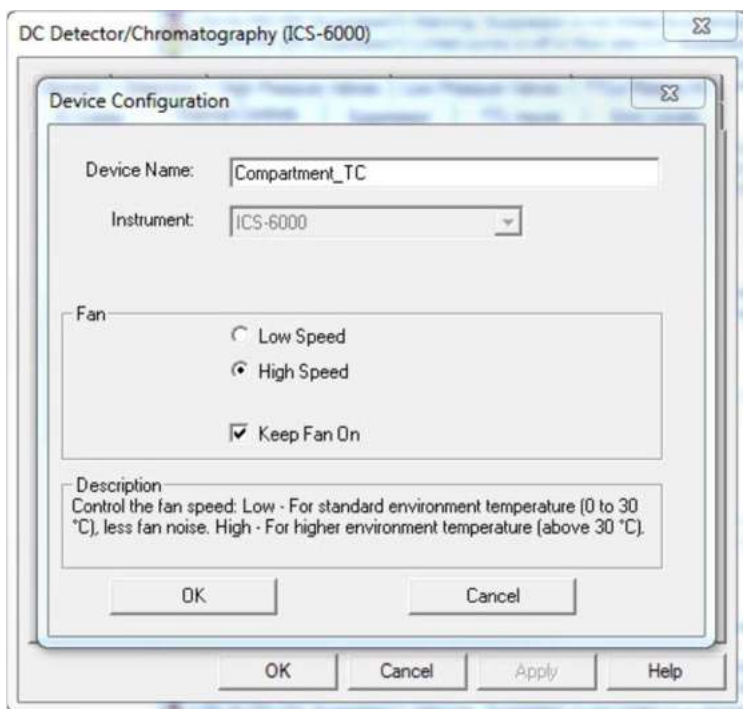 DC Detector/Chromatography (ICS-6000)
Device Configuration
Device Name: Compartment_TC
Instrument: ICS-6000
Fan
Low Speed
High Speed
Keep Fan On
Description
Control the fan speed: Low - For standard environment temperature (0 to 30
°C), less fan noise. High - For higher environment temperature (above 30 °C).
OK Cancel
OK Cancel Apply Help